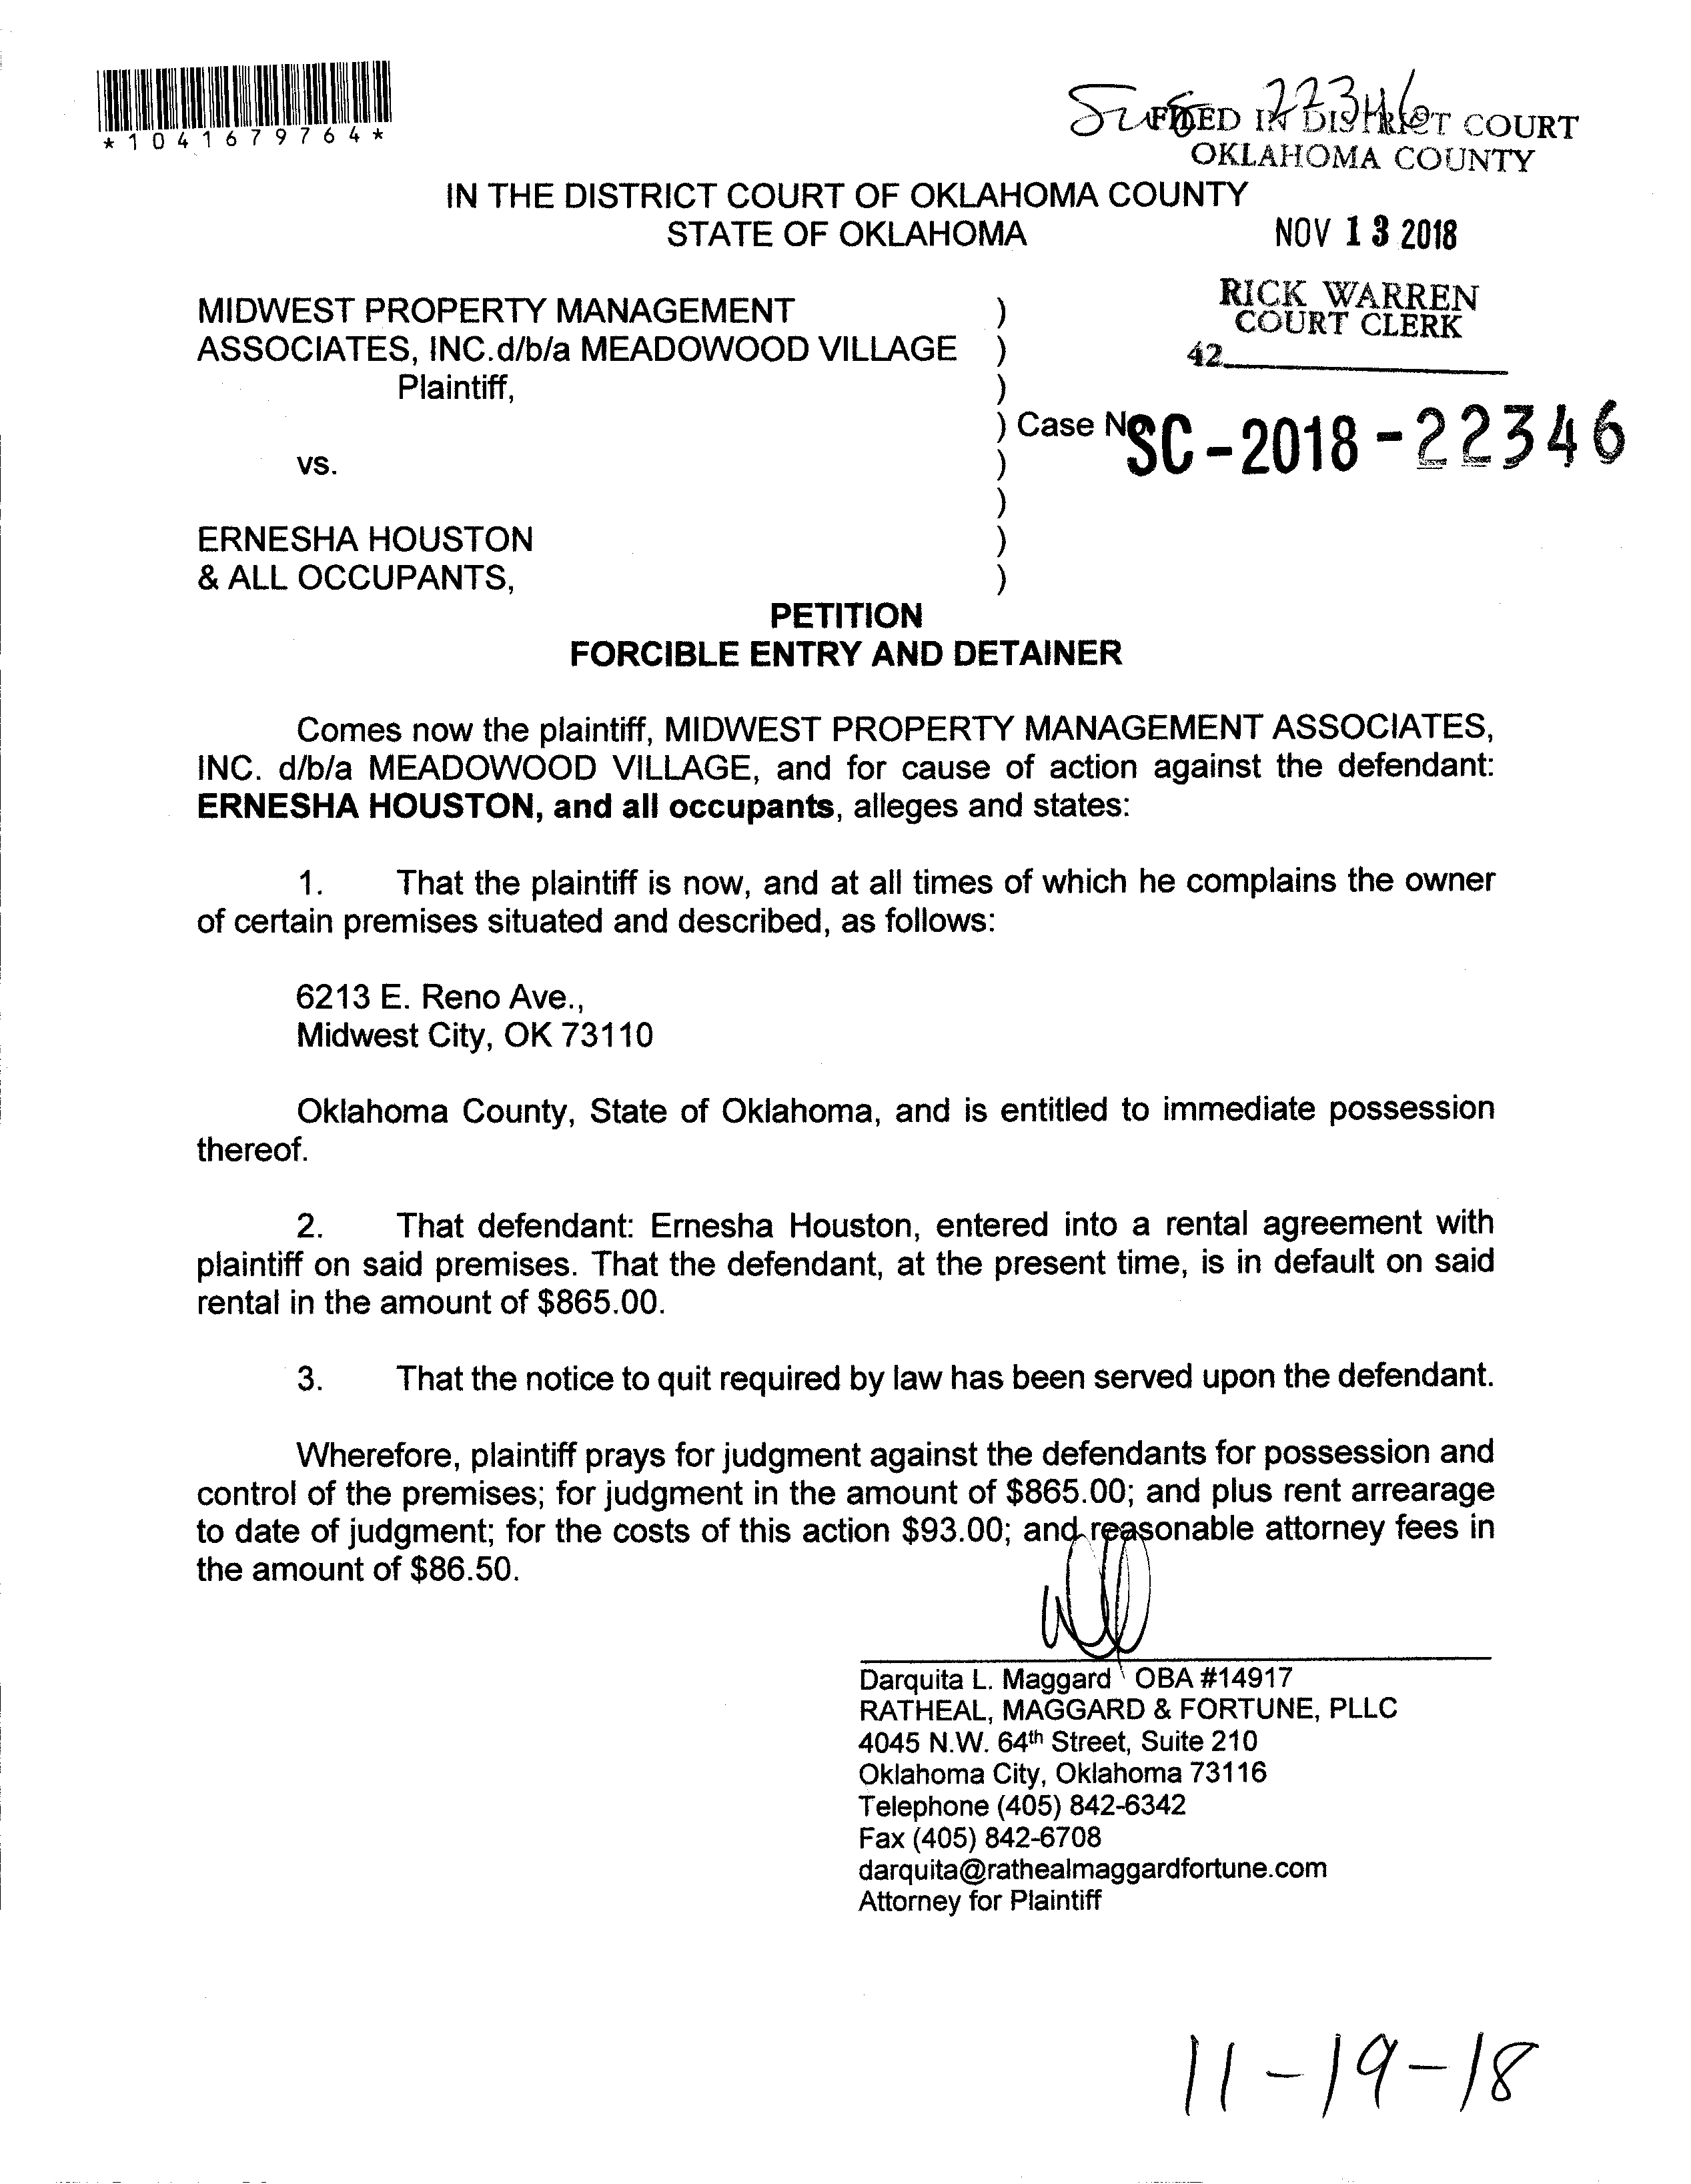 *1041679764*
22346
FILED IN DISTRICT COURT
OKLAHOMA COUNTY
IN THE DISTRICT COURT OF OKLAHOMA COUNTY
STATE OF OKLAHOMA
NOV 13 2018
RICK WARREN
COURT CLERK
42
MIDWEST PROPERTY MANAGEMENT )
ASSOCIATES, INC.d/b/a MEADOWOOD VILLAGE )
Plaintiff, )
) Case No SC-2018-22346
vs. )
)
ERNESHA HOUSTON )
& ALL OCCUPANTS, )
PETITION
FORCIBLE ENTRY AND DETAINER
Comes now the plaintiff, MIDWEST PROPERTY MANAGEMENT ASSOCIATES,
INC. d/b/a MEADOWOOD VILLAGE, and for cause of action against the defendant:
ERNESHA HOUSTON, and all occupants, alleges and states:
1. That the plaintiff is now, and at all times of which he complains the owner
of certain premises situated and described, as follows:
6213 E. Reno Ave.,
Midwest City, OK 73110
Oklahoma County, State of Oklahoma, and is entitled to immediate possession
thereof.
2. That defendant: Ernesha Houston, entered into a rental agreement with
plaintiff on said premises. That the defendant, at the present time, is in default on said
rental in the amount of $865.00.
3. That the notice to quit required by law has been served upon the defendant.
Wherefore, plaintiff prays for judgment against the defendants for possession and
control of the premises; for judgment in the amount of $865.00; and plus rent arrearage
to date of judgment; for the costs of this action $93.00; and reasonable attorney fees in
the amount of $86.50.
Darquita L. Maggard OBA #14917
RATHEAL, MAGGARD & FORTUNE, PLLC
4045 N.W. 64th Street, Suite 210
Oklahoma City, Oklahoma 73116
Telephone (405) 842-6342
Fax (405) 842-6708
darquita@rathealmaggardfortune.com
Attorney for Plaintiff
11-19-18